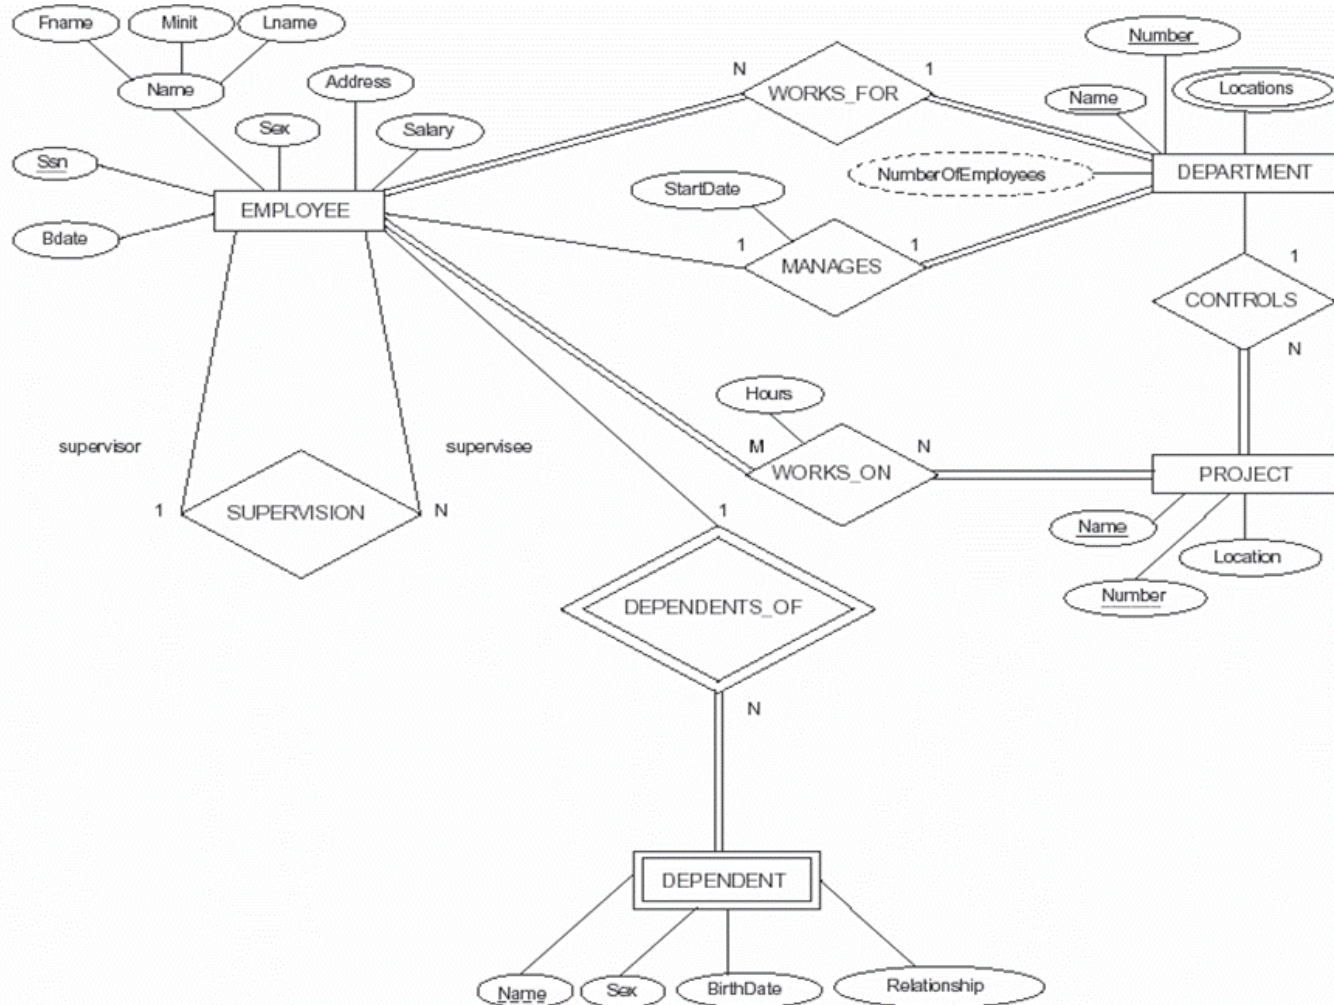 Fname
Minit
Lname
Number
Name
Address
N
WORKS_FOR
1
Name
Locations
Sex
Salary
Ssn
NumberOfEmployees
DEPARTMENT
StartDate
EMPLOYEE
Bdate
1
MANAGES
1
1
CONTROLS
N
Hours
supervisor
supervisee
M
WORKS_ON
N
PROJECT
1
SUPERVISION
N
1
Name
Location
Number
DEPENDENTS_OF
N
DEPENDENT
Name
Sex
BirthDate
Relationship